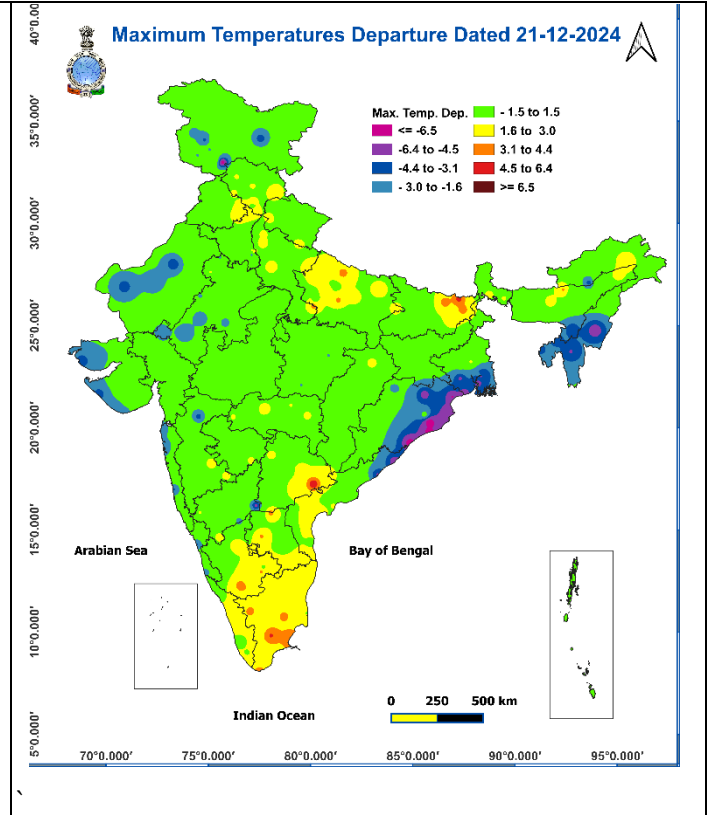 Maximum Temperatures Departure Dated 21-12-2024
Max. Temp. Dep.
<= -6.5
-6.4 to -4.5
-4.4 to -3.1
- 3.0 to -1.6
- 1.5 to 1.5
1.6 to 3.0
3.1 to 4.4
4.5 to 6.4
>= 6.5
40°0.000'
35°0.000'
30°0.000'
25°0.000'
20°0.000'
15°0.000'
10°0.000'
5°0.000'
Arabian Sea
Bay of Bengal
Indian Ocean
0 250 500 km
70°0.000' 75°0.000' 80°0.000' 85°0.000' 90°0.000' 95°0.000'
`